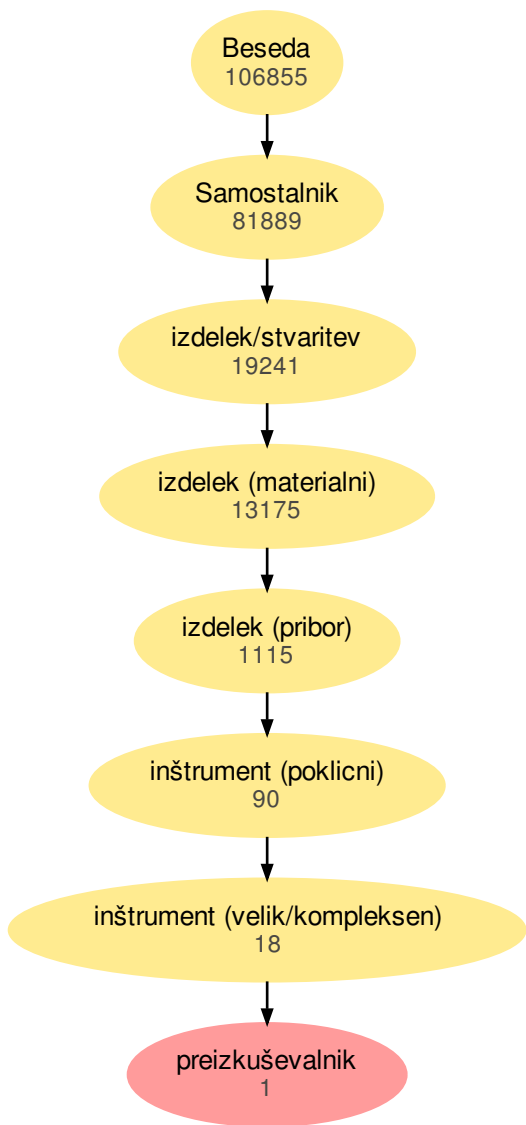 Beseda
106855
Samostalnik
81889
izdelek/stvaritev
19241
izdelek (materialni)
13175
izdelek (pribor)
1115
inštrument (poklicni)
90
inštrument (velik/kompleksen)
18
preizkuševalnik
1